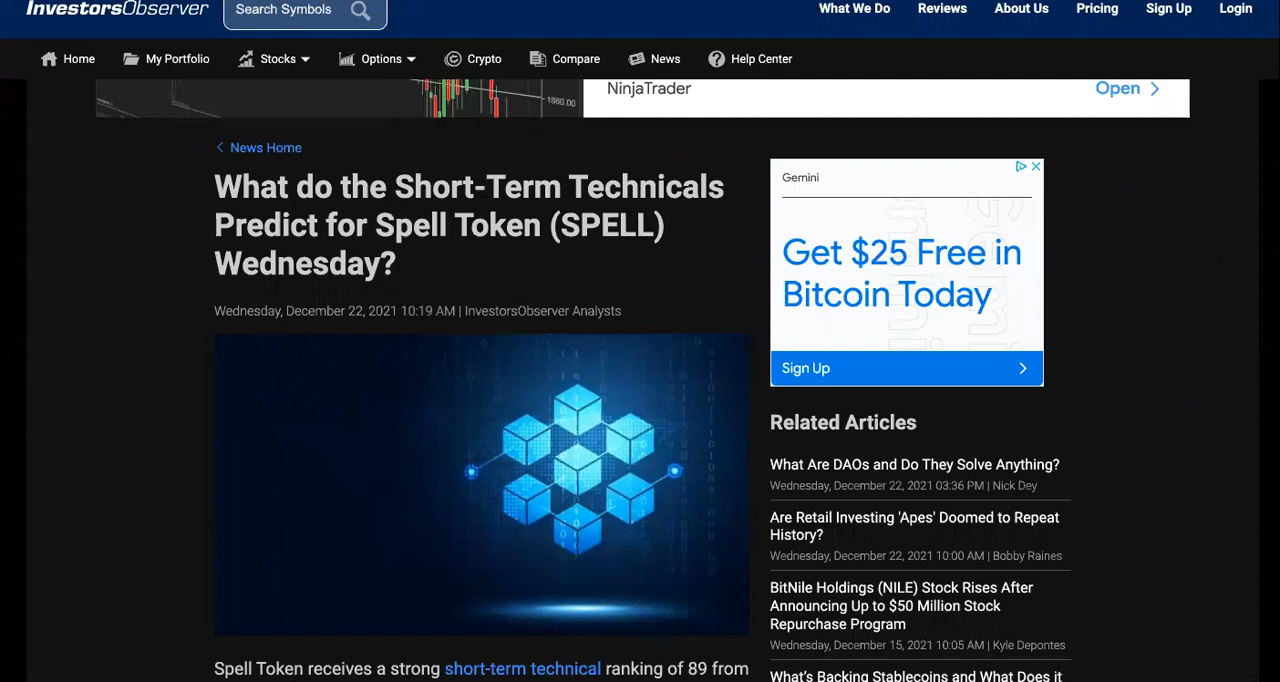 InvestorsObserver
Search Symbols
What We Do Reviews About Us Pricing Sign Up Login
Home My Portfolio Stocks Options Crypto Compare News Help Center
1880.00
NinjaTrader
Open
News Home
What do the Short-Term Technicals
Predict for Spell Token (SPELL)
Wednesday?
Wednesday, December 22, 2021 10:19 AM | InvestorsObserver Analysts
Spell Token receives a strong short-term technical ranking of 89 from
Gemini
Get $25 Free in
Bitcoin Today
Sign Up
Related Articles
What Are DAOs and Do They Solve Anything?
Wednesday, December 22, 2021 03:36 PM | Nick Dey
Are Retail Investing 'Apes' Doomed to Repeat
History?
Wednesday, December 22, 2021 10:00 AM | Bobby Raines
BitNile Holdings (NILE) Stock Rises After
Announcing Up to $50 Million Stock
Repurchase Program
Wednesday, December 15, 2021 10:05 AM | Kyle Depontes
What's Backing Stablecoins and What Does it